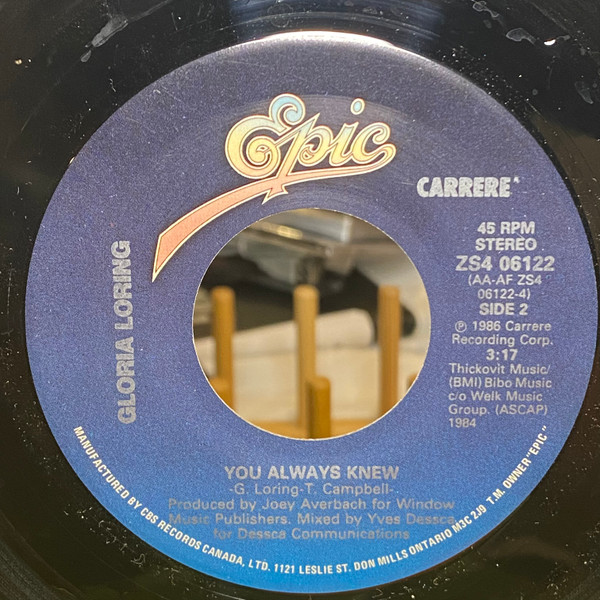 Epic
CARRERE
GLORIA LORING
45 RPM
STEREO
ZS4 06122
(AA-AF ZS4
06122-4)
SIDE 2
℗ 1986 Carrere
Recording Corp.
3:17
Thickovit Music/
(BMI) Bibo Music
c/o Welk Music
Group. (ASCAP)
1984
YOU ALWAYS KNEW
-G. Loring-T. Campbell-
Produced by Joey Averbach for Window
Music Publishers. Mixed by Yves Dessca
for Dessca Communications
MANUFACTURED BY CBS RECORDS CANADA, LTD. 1121 LESLIE ST. DON MILLS ONTARIO M3C 2J9 T.M. OWNER "EPIC"